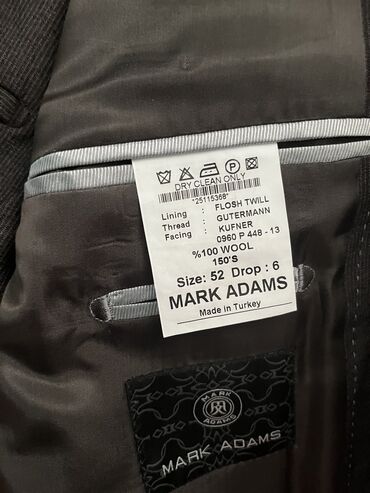 DRY CLEAN ONLY
*25115368*
Lining : FLOSH TWILL
Thread : GUTERMANN
Facing : KUFNER
0960 P 448 - 13
%100 WOOL
150'S
Size: 52 Drop : 6
MARK ADAMS
Made in Turkey
MARK
ADAMS
MARK ADAMS